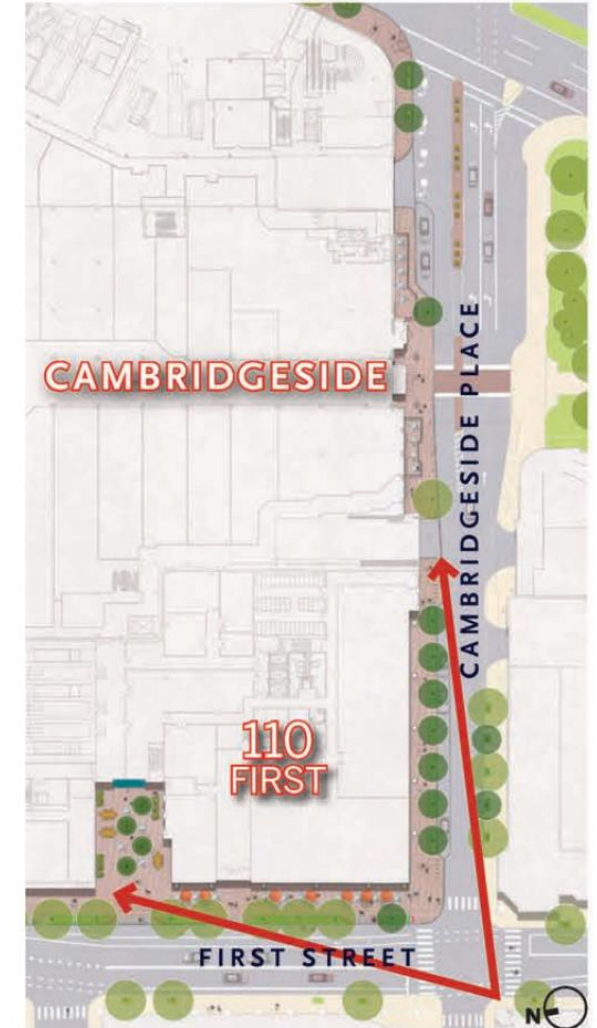 CAMBRIDGESIDE
CAMBRIDGESIDE PLACE
110
FIRST
FIRST STREET
N